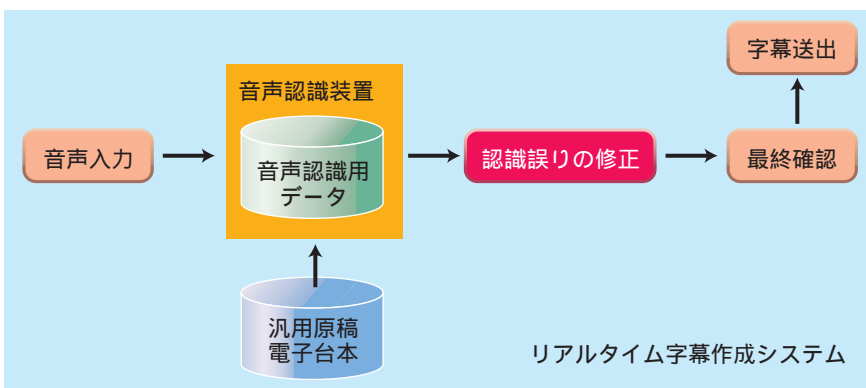 字幕送出
音声認識装置
音声入力
音声認識用
データ
認識誤りの修正
最終確認
汎用原稿
電子台本
リアルタイム字幕作成システム